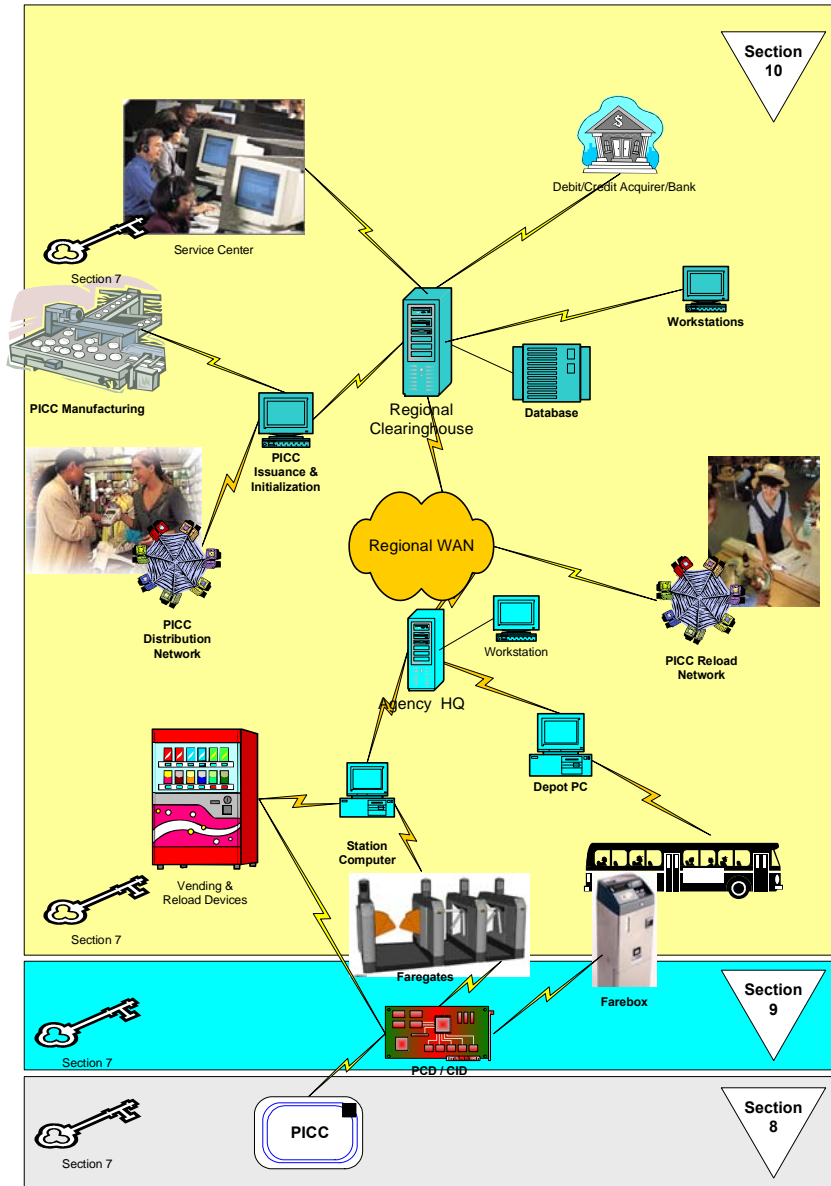 Section
10
Debit/Credit Acquirer/Bank
Service Center
Section 7
Workstations
PICC Manufacturing
Regional
Clearinghouse
Database
PICC
Issuance &
Initialization
Regional WAN
PICC
Distribution
Network
Workstation
PICC Reload
Network
Agency HQ
Depot PC
Station
Computer
Vending &
Reload Devices
Section 7
Faregates
Farebox
Section
9
Section 7
PCD / CID
Section
8
PICC
Section 7